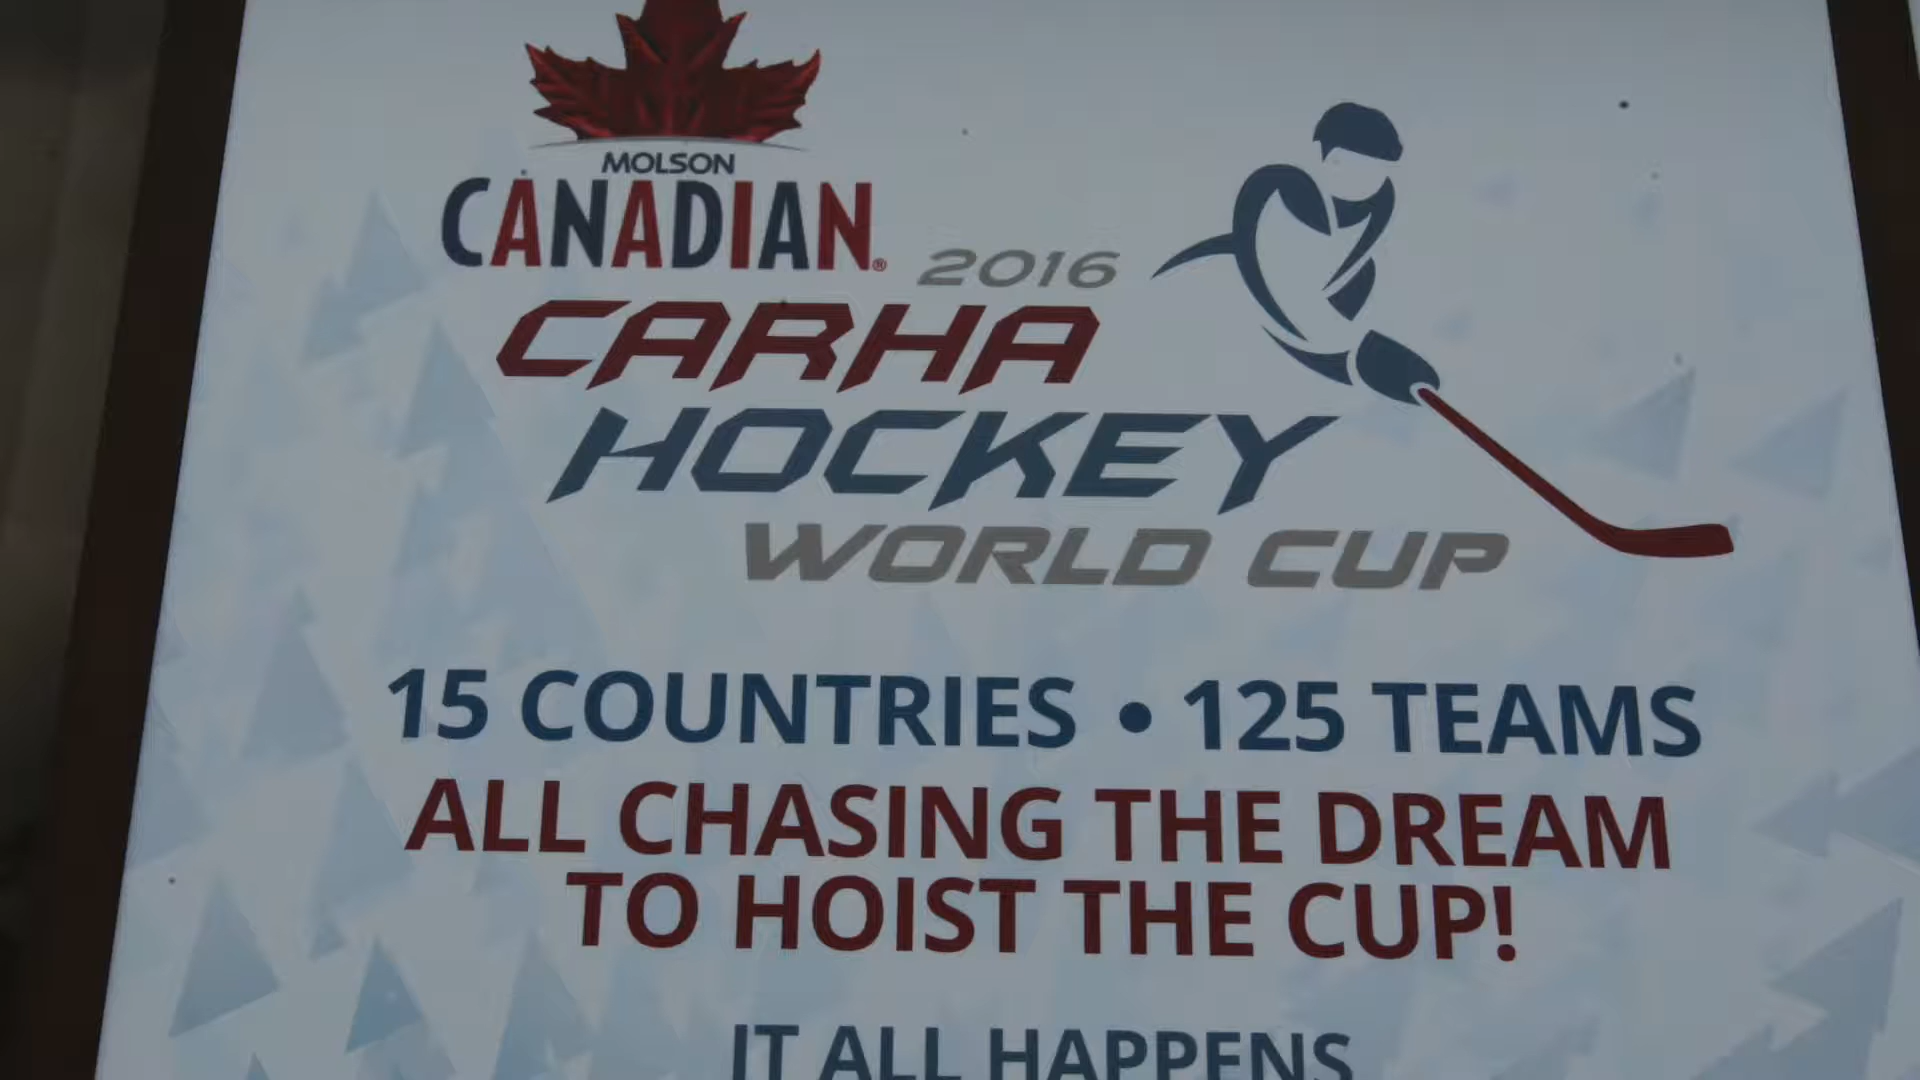 MOLSON
CANADIAN®
2016
CARHA
HOCKEY
WORLD CUP
15 COUNTRIES • 125 TEAMS
ALL CHASING THE DREAM
TO HOIST THE CUP!
IT ALL HAPPENS